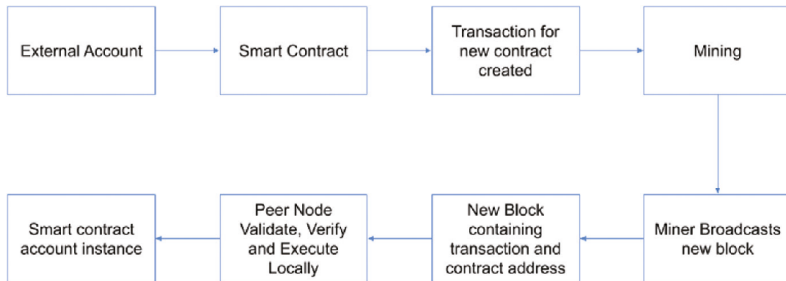 External Account
Smart Contract
Transaction for
new contract
created
Mining
Smart contract
account instance
Peer Node
Validate, Verify
and Execute
Locally
New Block
containing
transaction and
contract address
Miner Broadcasts
new block